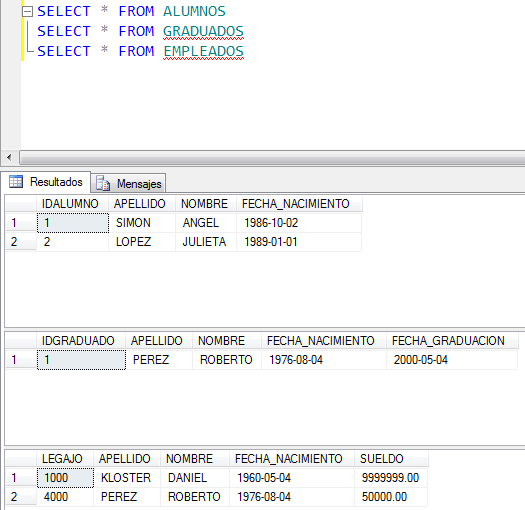 SELECT * FROM ALUMNOS
SELECT * FROM GRADUADOS
SELECT * FROM EMPLEADOS
Resultados Mensajes
IDALUMNO APELLIDO NOMBRE FECHA_NACIMIENTO
1 1 SIMON ANGEL 1986-10-02
2 2 LOPEZ JULIETA 1989-01-01
IDGRADUADO APELLIDO NOMBRE FECHA_NACIMIENTO FECHA_GRADUACION
1 1 PEREZ ROBERTO 1976-08-04 2000-05-04
LEGAJO APELLIDO NOMBRE FECHA_NACIMIENTO SUELDO
1 1000 KLOSTER DANIEL 1960-05-04 9999999.00
2 4000 PEREZ ROBERTO 1976-08-04 50000.00